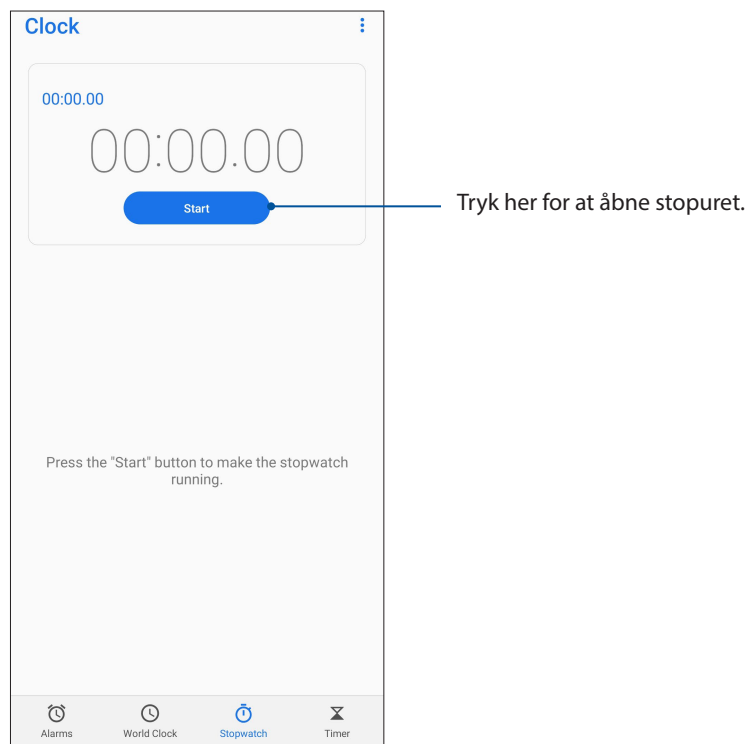 Clock
00:00.00
00:00.00
Start
Tryk her for at åbne stopuret.
Press the "Start" button to make the stopwatch
running.
Alarms
World Clock
Stopwatch
Timer